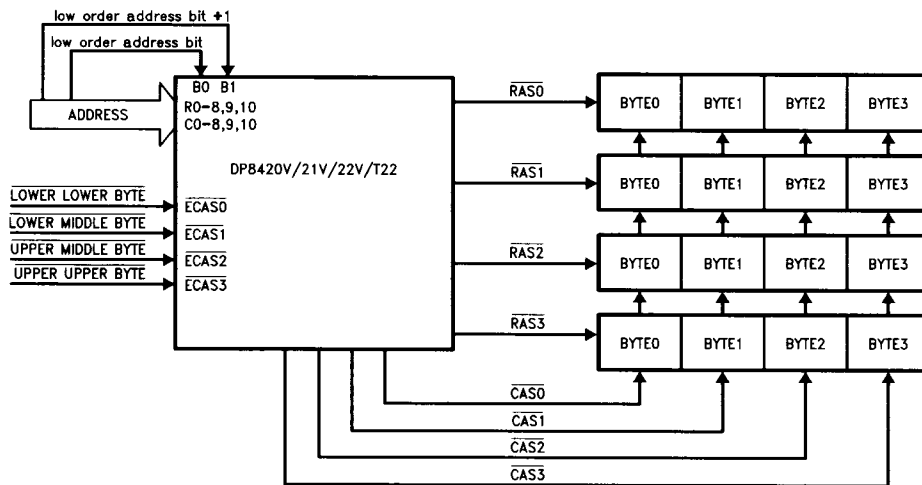 low order address bit +1
low order address bit
B0 B1
R0-8,9,10
C0-8,9,10
ADDRESS
DP8420V/21V/22V/T22
LOWER LOWER BYTE
LOWER MIDDLE BYTE
UPPER MIDDLE BYTE
UPPER UPPER BYTE
ECAS0
ECAS1
ECAS2
ECAS3
RAS0
BYTE0 BYTE1 BYTE2 BYTE3
RAS1
BYTE0 BYTE1 BYTE2 BYTE3
RAS2
BYTE0 BYTE1 BYTE2 BYTE3
RAS3
BYTE0 BYTE1 BYTE2 BYTE3
CAS0
CAS1
CAS2
CAS3